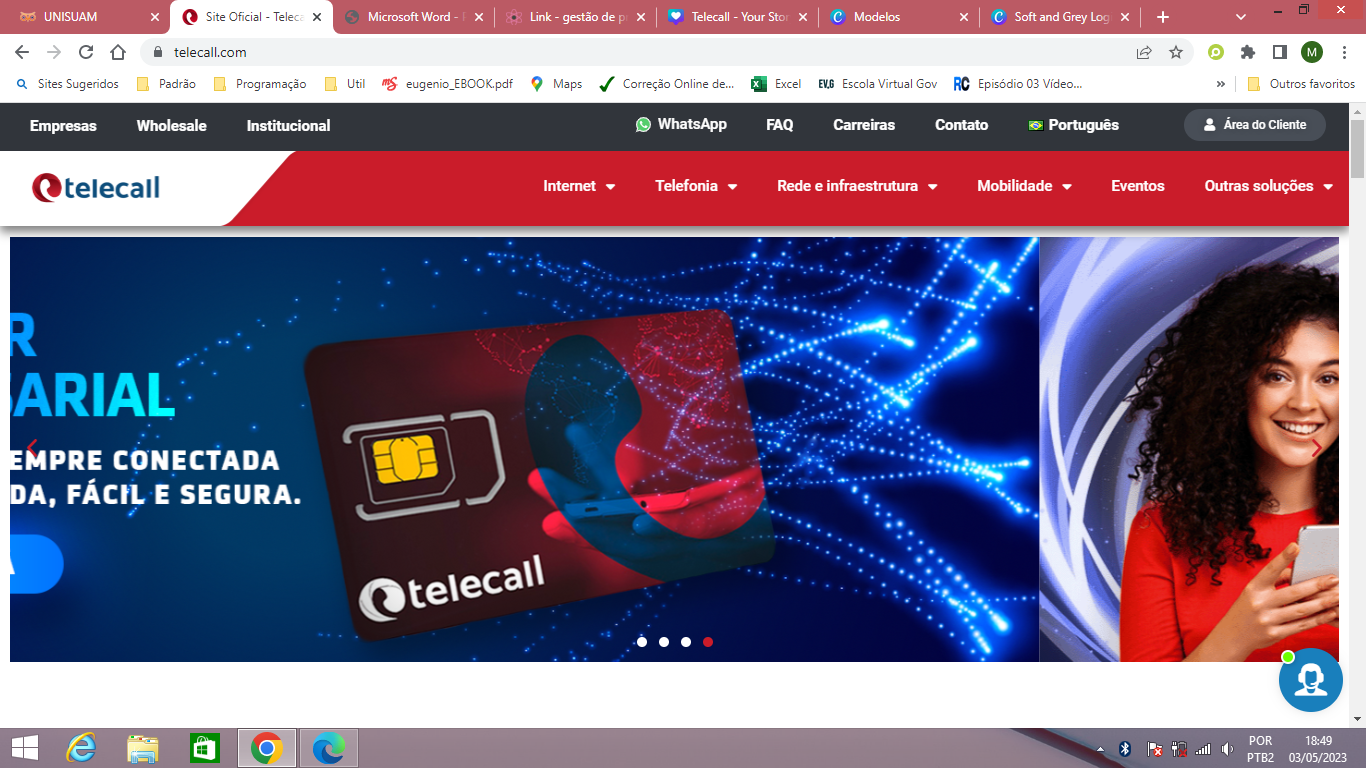 UNISUAM
Site Oficial - Teleca
Microsoft Word - P
Link - gestão de pr
Telecall - Your Stor
Modelos
Soft and Grey Log
telecall.com
M
Sites Sugeridos
Padrão
Programação
Util
eugenio_EBOOK.pdf
Maps
Correção Online de...
Excel
EV,G Escola Virtual Gov
RC Episódio 03 Vídeo...
»
Outros favoritos
Empresas
Wholesale
Institucional
WhatsApp
FAQ
Carreiras
Contato
Português
Área do Cliente
telecall
Internet
Telefonia
Rede e infraestrutura
Mobilidade
Eventos
Outras soluções
R
SARIAL
EMPRE CONECTADA
DA, FÁCIL E SEGURA.
A
telecall
POR
PTB2
18:49
03/05/2023